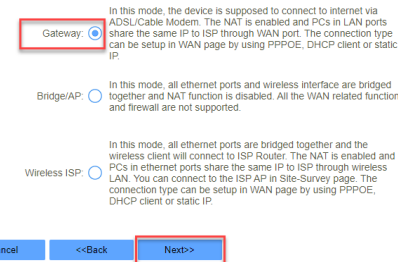 In this mode, the device is supposed to connect to internet via
ADSL/Cable Modem. The NAT is enabled and PCs in LAN ports
Gateway: share the same IP to ISP through WAN port. The connection type
can be setup in WAN page by using PPPOE, DHCP client or static
IP.
In this mode, all ethernet ports and wireless interface are bridged
Bridge/AP: together and NAT function is disabled. All the WAN related function
and firewall are not supported.
In this mode, all ethernet ports are bridged together and the
wireless client will connect to ISP Router. The NAT is enabled and
Wireless ISP: PCs in ethernet ports share the same IP to ISP through wireless
LAN. You can connect to the ISP AP in Site-Survey page. The
connection type can be setup in WAN page by using PPPOE,
DHCP client or static IP.
ncel <<Back Next>>